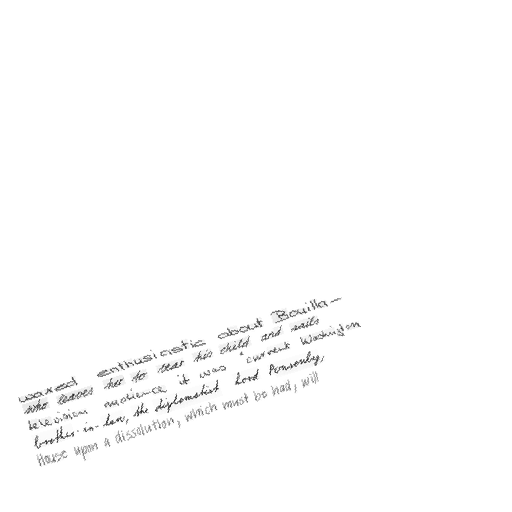 waxed enthusiastic about Bouilla-
who leaves her to bear his child and sails
television audience it was "current Washington
brother-in-law, the diplomatist Lord Ponsonby,
House upon a dissolution, which must be had, will